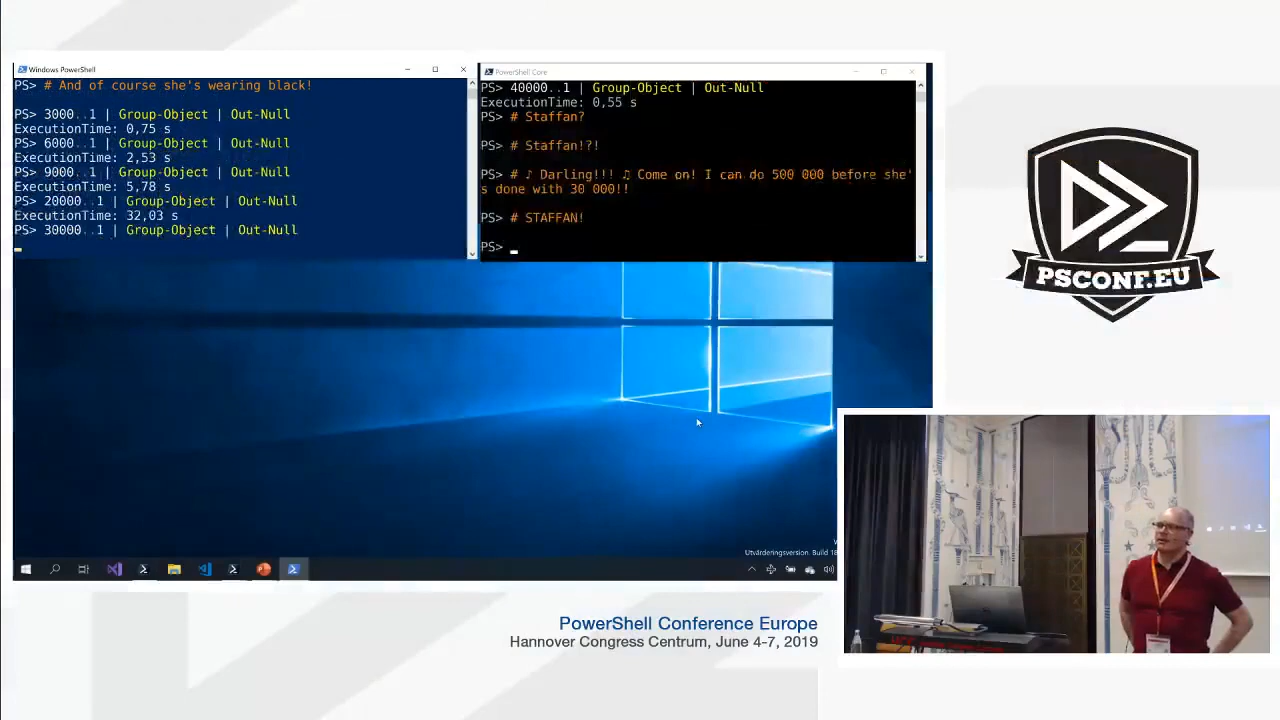 Windows PowerShell
PS> # And of course she's wearing black!
PS> 3000..1 | Group-Object | Out-Null
ExecutionTime: 0,75 s
PS> 6000..1 | Group-Object | Out-Null
ExecutionTime: 2,53 s
PS> 9000..1 | Group-Object | Out-Null
ExecutionTime: 5,78 s
PS> 20000..1 | Group-Object | Out-Null
ExecutionTime: 32,03 s
PS> 30000..1 | Group-Object | Out-Null
PowerShell Core
PS> 40000..1 | Group-Object | Out-Null
ExecutionTime: 0,55 s
PS> # Staffan?
PS> # Staffan!?!
PS> # ♪ Darling!!! ♫ Come on! I can do 500 000 before she'
s done with 30 000!!
PS> # STAFFAN!
PS>
PSCONF.EU
Utvärderingsversion. Build 18
PowerShell Conference Europe
Hannover Congress Centrum, June 4-7, 2019